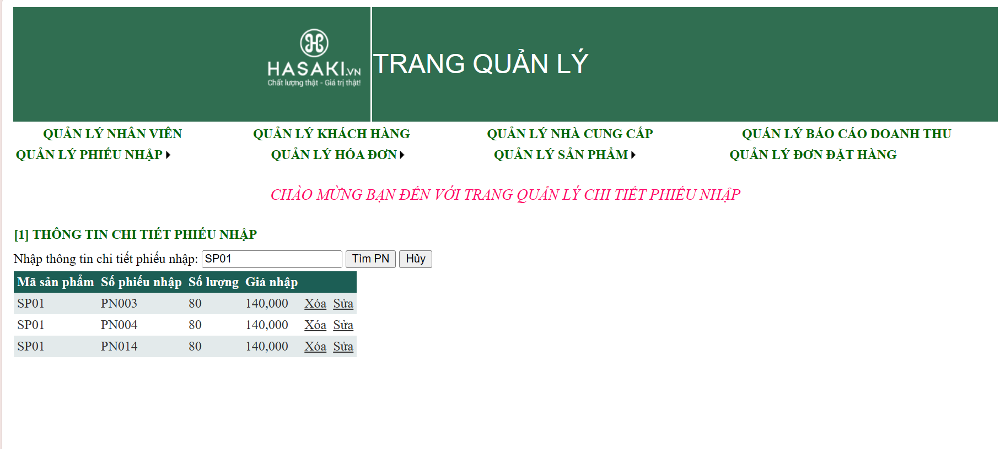 HASAKI.VN
Chất lượng thật - Giá trị thật!
TRANG QUẢN LÝ
QUẢN LÝ NHÂN VIÊN QUẢN LÝ KHÁCH HÀNG QUẢN LÝ NHÀ CUNG CẤP QUẢN LÝ BÁO CÁO DOANH THU
QUẢN LÝ PHIẾU NHẬP QUẢN LÝ HÓA ĐƠN QUẢN LÝ SẢN PHẨM QUẢN LÝ ĐƠN ĐẶT HÀNG
CHÀO MỪNG BẠN ĐẾN VỚI TRANG QUẢN LÝ CHI TIẾT PHIẾU NHẬP
[1] THÔNG TIN CHI TIẾT PHIẾU NHẬP
Nhập thông tin chi tiết phiếu nhập: SP01 Tìm PN Hủy
Mã sản phẩm Số phiếu nhập Số lượng Giá nhập
SP01 PN003 80 140,000 Xóa Sửa
SP01 PN004 80 140,000 Xóa Sửa
SP01 PN014 80 140,000 Xóa Sửa